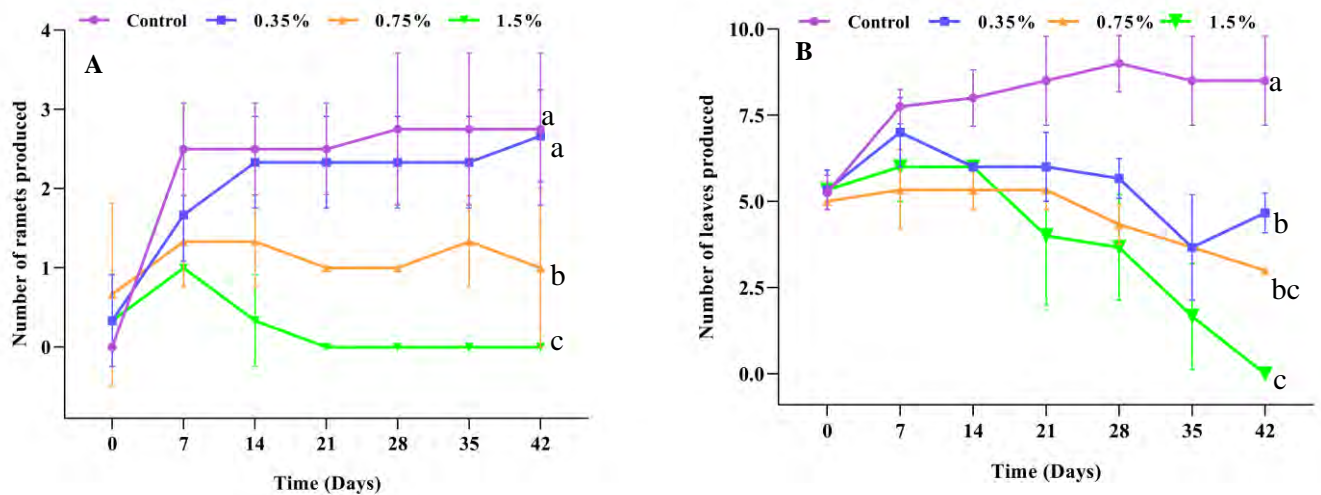 Control 0.35% 0.75% 1.5%
A
Number of ramets produced
4
3
2
1
0
a
a
b
c
0 7 14 21 28 35 42
Time (Days)
Control 0.35% 0.75% 1.5%
B
Number of leaves produced
10.0
7.5
5.0
2.5
0.0
a
b
bc
c
0 7 14 21 28 35 42
Time (Days)